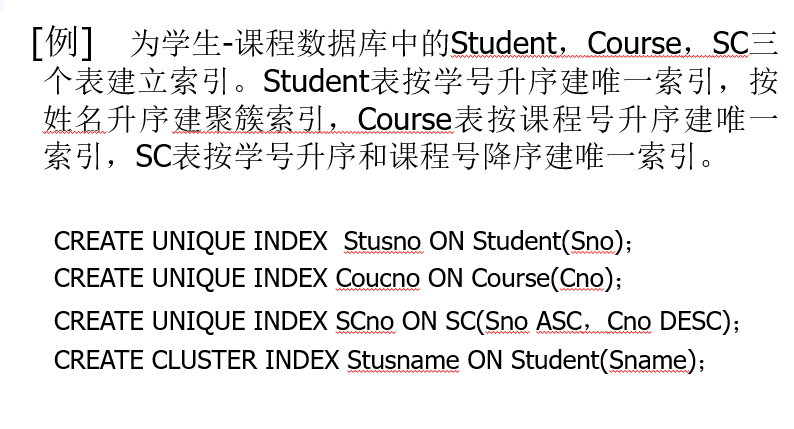 [例] 为学生-课程数据库中的Student，Course，SC三
个表建立索引。Student表按学号升序建唯一索引，按
姓名升序建聚簇索引，Course表按课程号升序建唯一
索引，SC表按学号升序和课程号降序建唯一索引。
CREATE UNIQUE INDEX Stusno ON Student(Sno)；
CREATE UNIQUE INDEX Coucno ON Course(Cno)；
CREATE UNIQUE INDEX SCno ON SC(Sno ASC，Cno DESC)；
CREATE CLUSTER INDEX Stusname ON Student(Sname)；